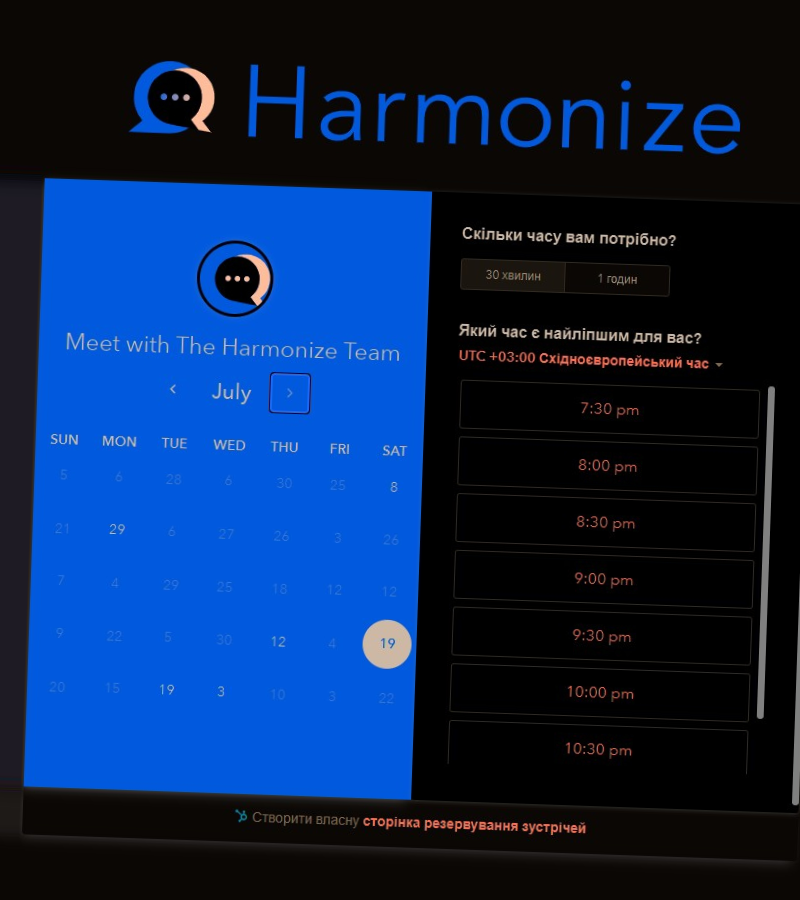 Harmonize
Meet with The Harmonize Team
July
SUN MON TUE WED THU FRI SAT
5 6 28 6 30 25 8
21 29 6 27 26 3 26
7 4 29 25 18 12 12
9 22 5 30 12 4 19
20 15 19 3 10 3 22
Скільки часу вам потрібно?
30 хвилин 1 годин
Який час є найліпшим для вас?
UTC +03:00 Східноєвропейський час
7:30 pm
8:00 pm
8:30 pm
9:00 pm
9:30 pm
10:00 pm
10:30 pm
Створити власну сторінка резервування зустрічей